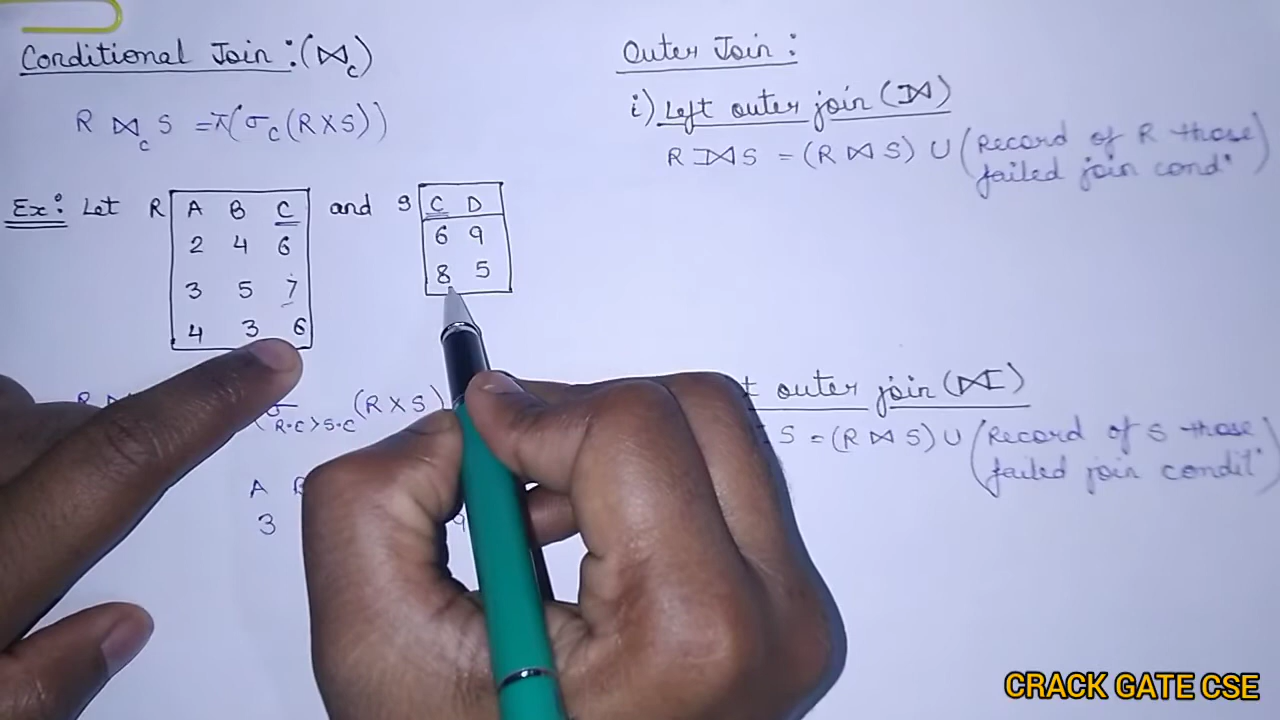 Conditional Join : (⋈c)
R ⋈c S = π(σc(R X S))
Ex: Let R
A B C
2 4 6
3 5 7
4 3 6
and S
C D
6 9
8 5
R.C > S.C (R X S)
A B
3
9
Outer Join :
i) Left outer join (⟕)
R ⟕ S = (R ⋈ S) U (Record of R those
failed join condⁿ)
outer join (⋈I)
S = (R ⋈ S) U (Record of S those
failed join condit)
CRACK GATE CSE